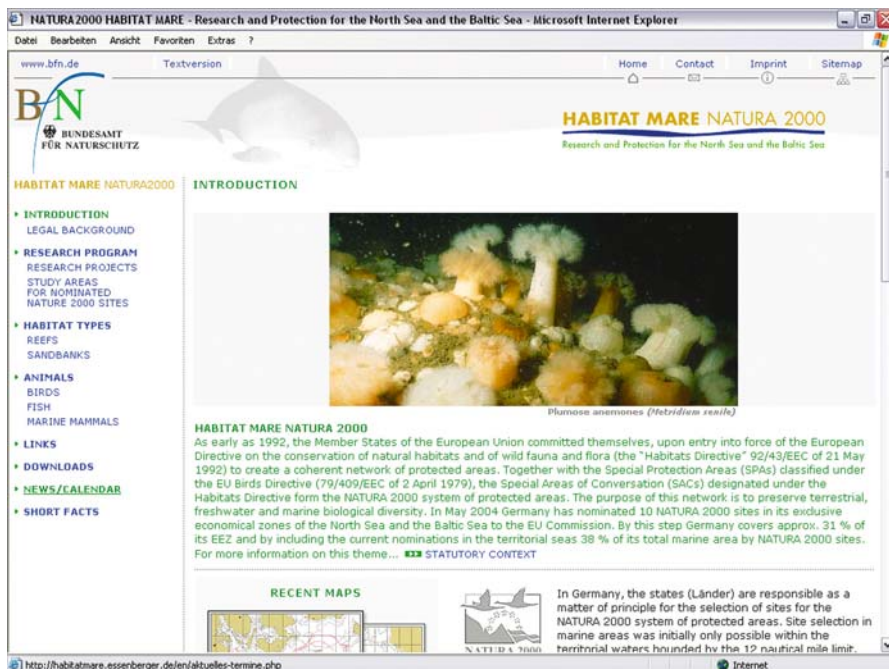 NATURA 2000 HABITAT MARE - Research and Protection for the North Sea and the Baltic Sea - Microsoft Internet Explorer
Datei Bearbeiten Ansicht Favoriten Extras ?
www.bfn.de Textversion Home Contact Imprint Sitemap
BfN
BUNDESAMT
FÜR NATURSCHUTZ
HABITAT MARE NATURA 2000
Research and Protection for the North Sea and the Baltic Sea
HABITAT MARE NATURA2000
INTRODUCTION
LEGAL BACKGROUND
RESEARCH PROGRAM
RESEARCH PROJECTS
STUDY AREAS
FOR NOMINATED
NATURE 2000 SITES
HABITAT TYPES
REEFS
SANDBANKS
ANIMALS
BIRDS
FISH
MARINE MAMMALS
LINKS
DOWNLOADS
NEWS/CALENDAR
SHORT FACTS
INTRODUCTION
Plumose anemones (Metridium senile)
HABITAT MARE NATURA 2000
As early as 1992, the Member States of the European Union committed themselves, upon entry into force of the European
Directive on the conservation of natural habitats and of wild fauna and flora (the "Habitats Directive" 92/43/EEC of 21 May
1992) to create a coherent network of protected areas. Together with the Special Protection Areas (SPAs) classified under
the EU Birds Directive (79/409/EEC of 2 April 1979), the Special Areas of Conversation (SACs) designated under the
Habitats Directive form the NATURA 2000 system of protected areas. The purpose of this network is to preserve terrestrial,
freshwater and marine biological diversity. In May 2004 Germany has nominated 10 NATURA 2000 sites in its exclusive
economical zones of the North Sea and the Baltic Sea to the EU Commission. By this step Germany covers approx. 31 % of
its EEZ and by including the current nominations in the territorial seas 38 % of its total marine area by NATURA 2000 sites.
For more information on this theme... STATUTORY CONTEXT
RECENT MAPS
NATURA 2000
In Germany, the states (Länder) are responsible as a
matter of principle for the selection of sites for the
NATURA 2000 system of protected areas. Site selection in
marine areas was initially only possible within the
territorial waters bounded by the 12 nautical mile limit.
http://habitatmare.essenberger.de/en/aktuelles-termine.php Internet